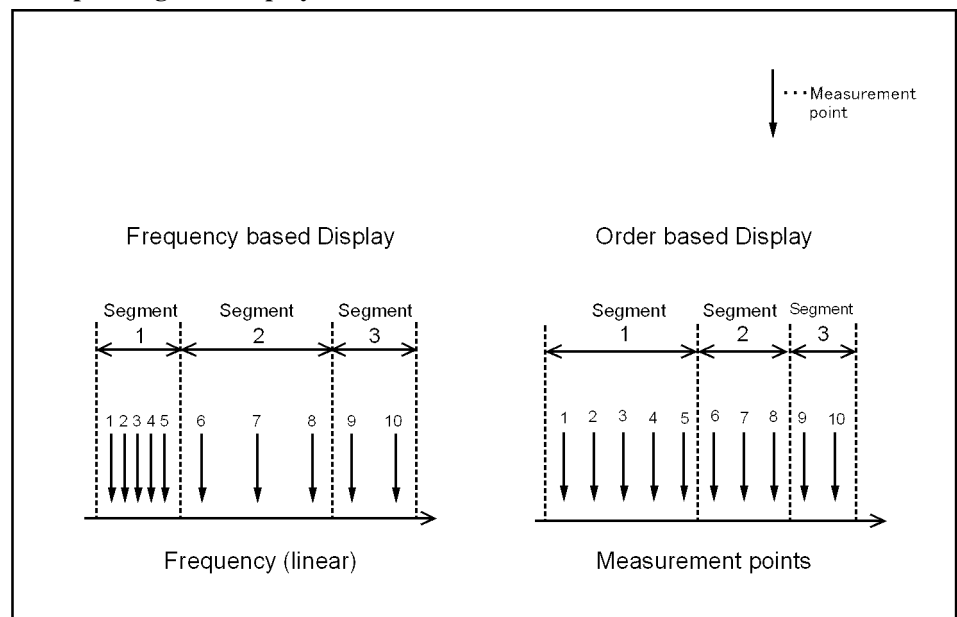 ···Measurement
point
Frequency based Display
Order based Display
Segment Segment Segment
1 2 3
Segment Segment Segment
1 2 3
1 2 3 4 5 6 7 8 9 10
1 2 3 4 5 6 7 8 9 10
Frequency (linear)
Measurement points